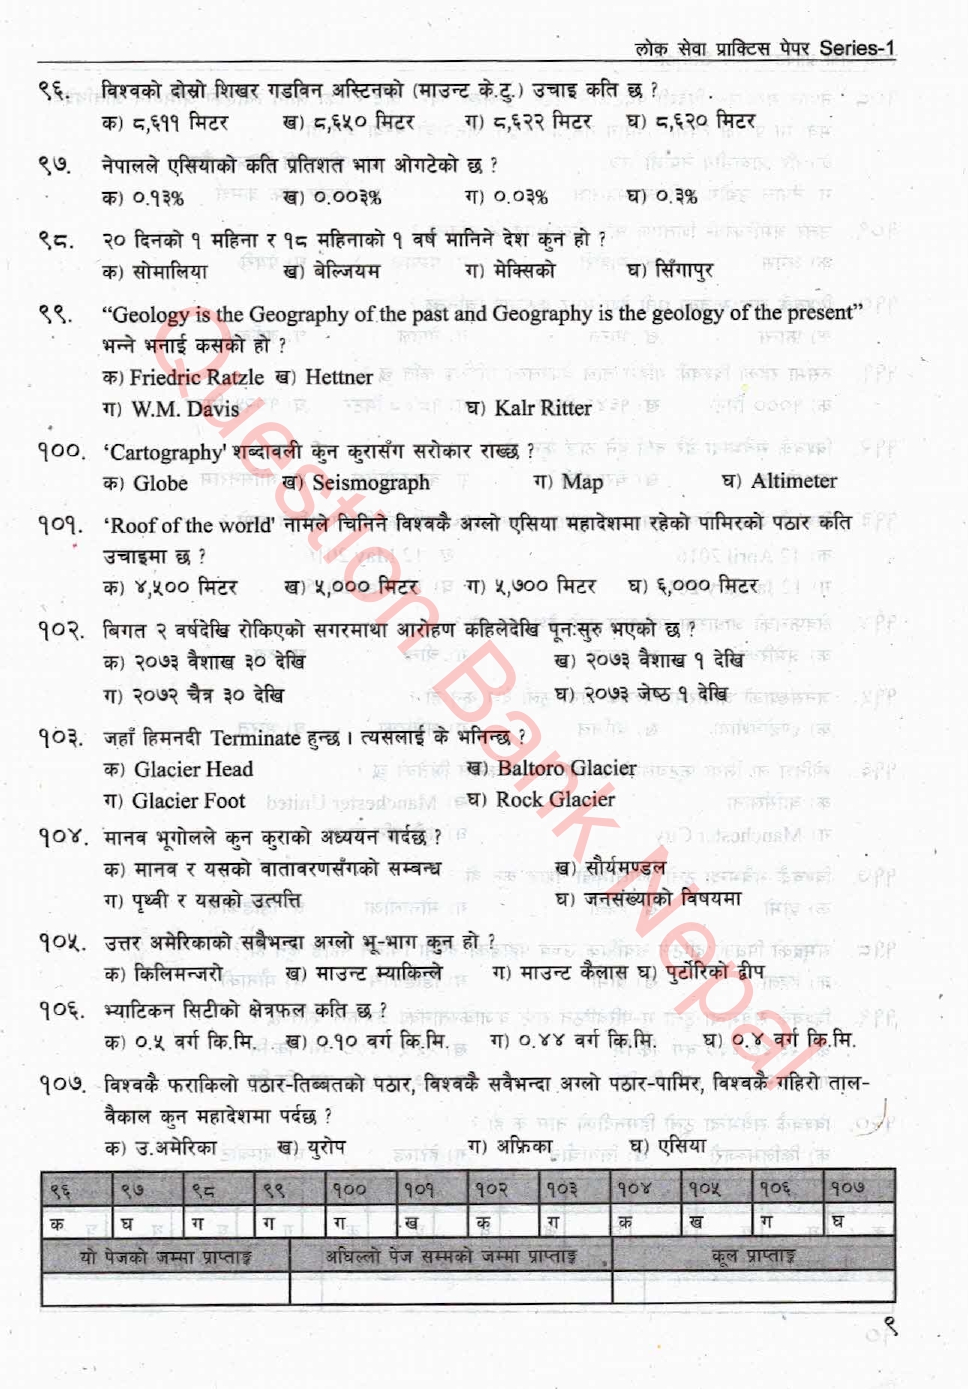 लोक सेवा प्राक्टिस पेपर Series-1
९६. विश्वको दोस्रो शिखर गडविन अस्टिनको (माउन्ट के.टु.) उचाइ कति छ ?
क) ८,६११ मिटर ख) ८,६५० मिटर ग) ८,६२२ मिटर घ) ८,६२० मिटर
९७. नेपालले एसियाको कति प्रतिशत भाग ओगटेको छ ?
क) ०.१३% ख) ०.००३% ग) ०.०३% घ) ०.३%
९८. २० दिनको १ महिना र १८ महिनाको १ वर्ष मानिने देश कुन हो ?
क) सोमालिया ख) बेल्जियम ग) मेक्सिको घ) सिंगापुर
९९. “Geology is the Geography of the past and Geography is the geology of the present”
भन्ने भनाई कसको हो ?
क) Friedric Ratzle ख) Hettner
ग) W.M. Davis घ) Kalr Ritter
१००. ‘Cartography' शब्दावली कुन कुरासँग सरोकार राख्छ ?
क) Globe ख) Seismograph ग) Map घ) Altimeter
१०१. ‘Roof of the world' नामले चिनिने विश्वकै अग्लो एसिया महादेशमा रहेको पामिरको पठार कति
उचाइमा छ ?
क) ४,५०० मिटर ख) ५,००० मिटर ग) ५,७०० मिटर घ) ६,००० मिटर
१०२. बिगत २ वर्षदेखि रोकिएको सगरमाथा आरोहण कहिलेदेखि पूनःसुरु भएको छ ?
क) २०७३ वैशाख ३० देखि ख) २०७३ वैशाख १ देखि
ग) २०७२ चैत्र ३० देखि घ) २०७३ जेष्ठ १ देखि
१०३. जहाँ हिमनदी Terminate हुन्छ । त्यसलाई के भनिन्छ ?
क) Glacier Head ख) Baltoro Glacier
ग) Glacier Foot घ) Rock Glacier
१०४. मानव भूगोलले कुन कुराको अध्ययन गर्दछ ?
क) मानव र यसको वातावरणसँगको सम्बन्ध ख) सौर्यमण्डल
ग) पृथ्वी र यसको उत्पत्ति घ) जनसंख्याको विषयमा
१०५. उत्तर अमेरिकाको सबैभन्दा अग्लो भू-भाग कुन हो ?
क) किलिमन्जरो ख) माउन्ट म्याकिन्ले ग) माउन्ट कैलास घ) पुर्टोरिको द्वीप
१०६. भ्याटिकन सिटीको क्षेत्रफल कति छ ?
क) ०.५ वर्ग कि.मि. ख) ०.१० वर्ग कि.मि. ग) ०.४४ वर्ग कि.मि. घ) ०.४ वर्ग कि.मि.
१०७. विश्वकै फराकिलो पठार-तिब्बतको पठार, विश्वकै सवैभन्दा अग्लो पठार-पामिर, विश्वकै गहिरो ताल-
वैकाल कुन महादेशमा पर्दछ ?
क) उ.अमेरिका ख) युरोप ग) अफ्रिका घ) एसिया
९६ ९७ ९८ ९९ १०० १०१ १०२ १०३ १०४ १०५ १०६ १०७
क घ ग ग ग ख क ग क ख ग घ
यो पेजको जम्मा प्राप्ताङ्क अघिल्लो पेज सम्मको जम्मा प्राप्ताङ्क कूल प्राप्ताङ्क
९
Question Bank Nepal